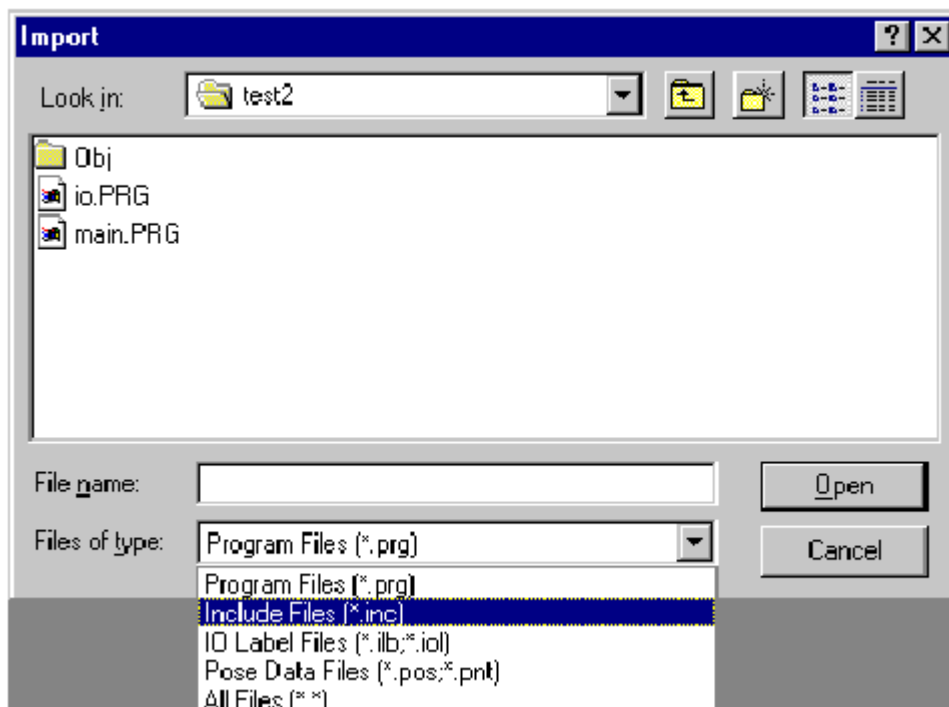 Import
Look in: test2
Obj
io.PRG
main.PRG
File name:
Open
Files of type: Program Files (*.prg)
Cancel
Program Files (*.prg)
Include Files (*.inc)
IO Label Files (*.ilb;*.iol)
Pose Data Files (*.pos;*.pnt)
All Files (*.*)